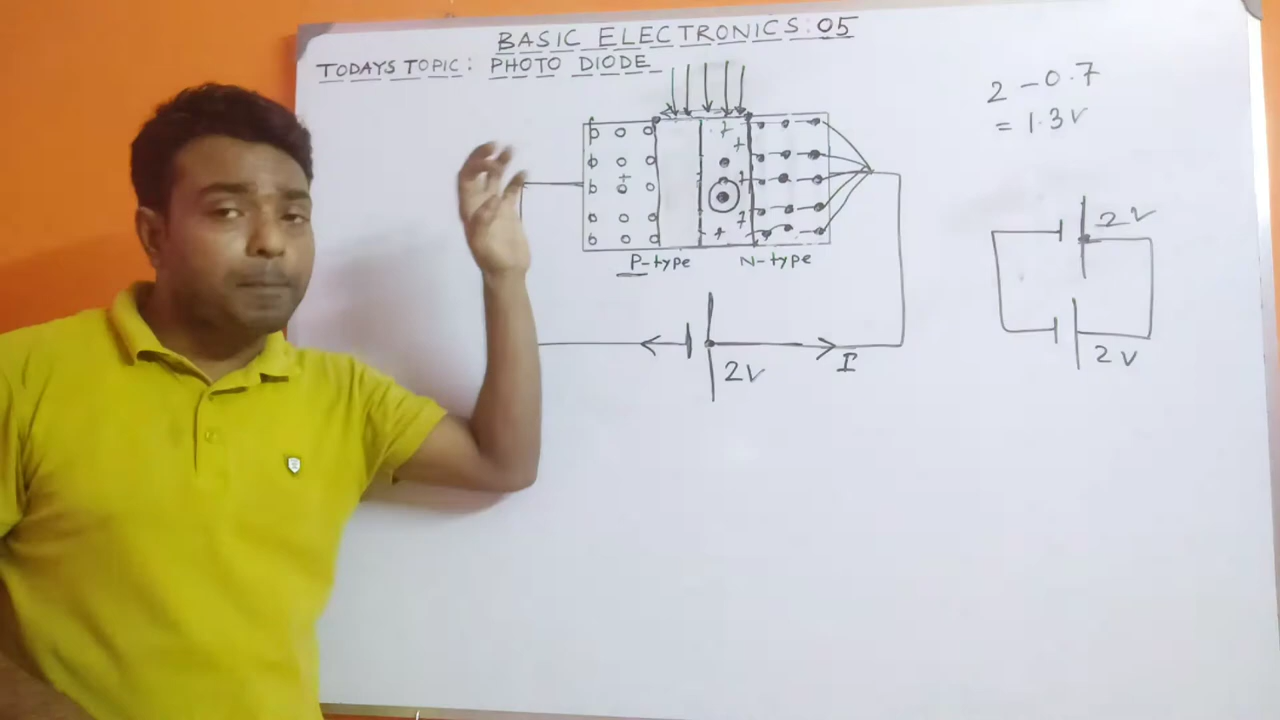 BASIC ELECTRONICS:05
TODAYS TOPIC: PHOTO DIODE
2 - 0.7
= 1.3V
P-type
N-type
2V
I
2V
2V